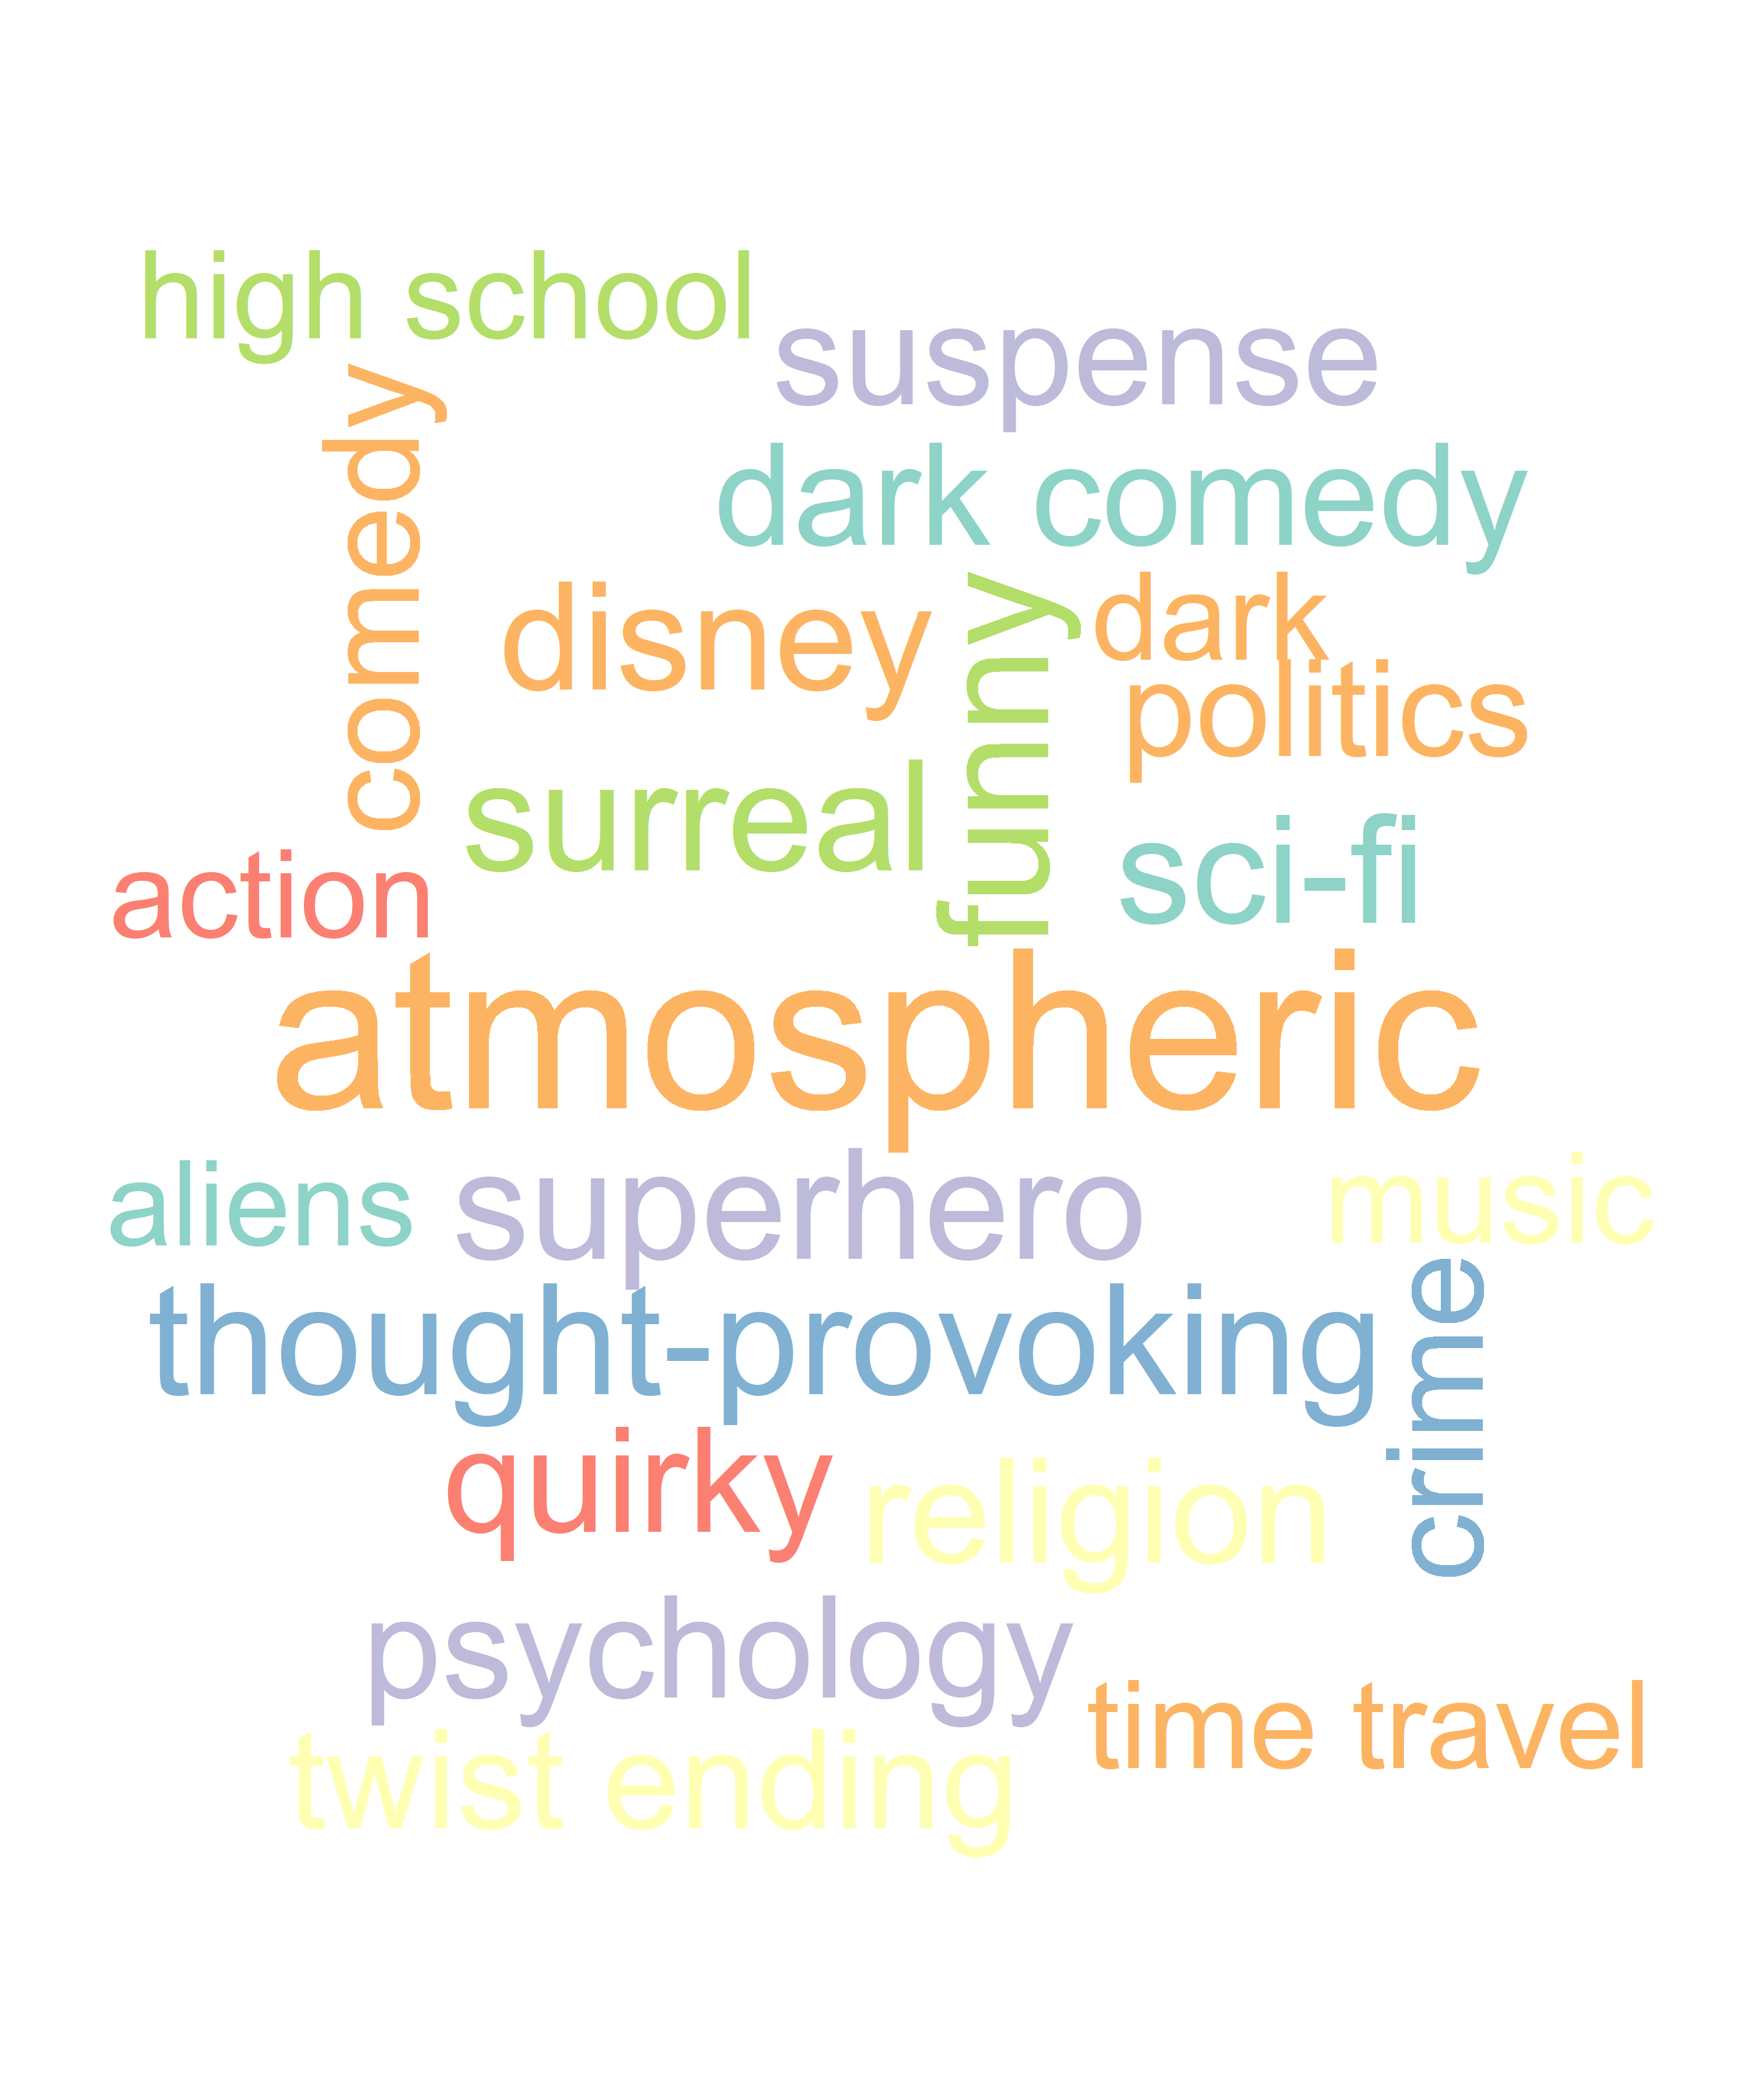 high school
suspense
comedy
dark comedy
disney
funny
dark
politics
surreal
sci-fi
action
atmospheric
aliens
superhero
music
thought-provoking
crime
quirky
religion
psychology
time travel
twist ending